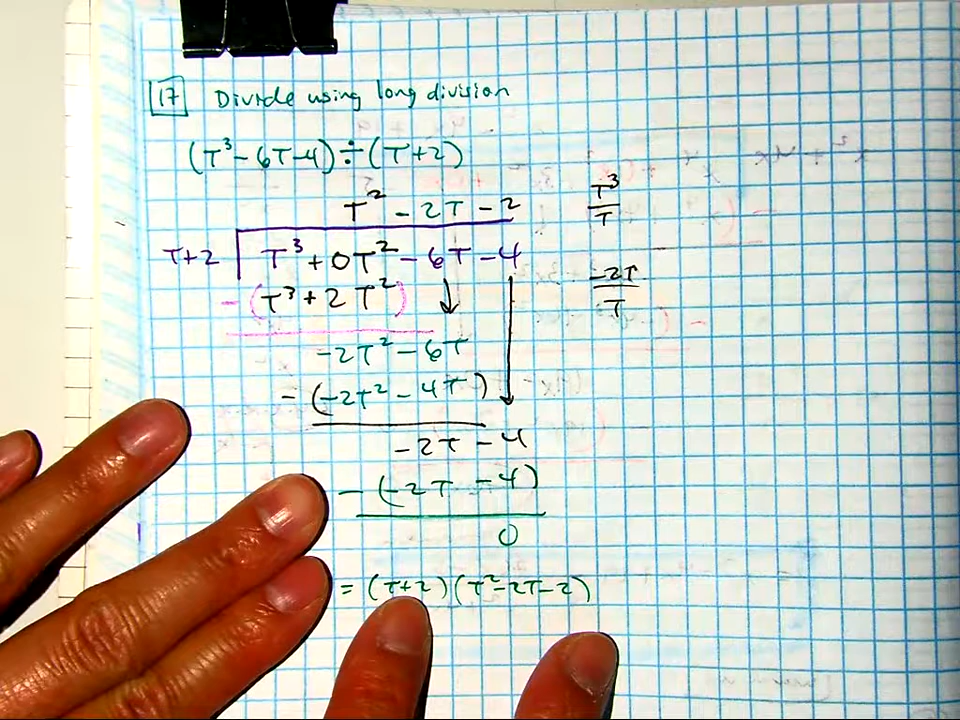 17 Divide using long division
(T³ - 6T - 4) ÷ (T + 2)
T² - 2T - 2
T+2 T³ + 0T² - 6T - 4
T³/T
- (T³ + 2T²)
-2T/T
-2T² - 6T
- (-2T² - 4T)
-2T - 4
- (-2T - 4)
0
= (T+2)(T²-2T-2)